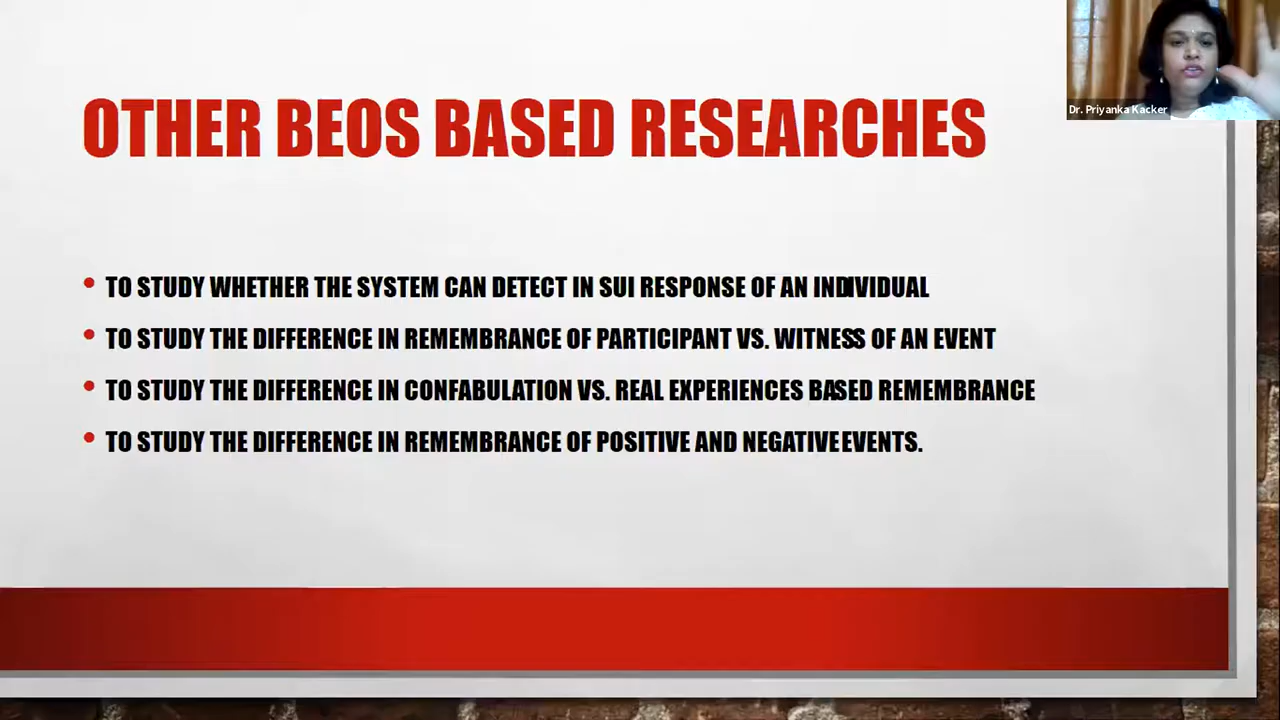 OTHER BEOS BASED RESEARCHES
Dr. Priyanka Kacker
• TO STUDY WHETHER THE SYSTEM CAN DETECT IN SUI RESPONSE OF AN INDIVIDUAL
• TO STUDY THE DIFFERENCE IN REMEMBRANCE OF PARTICIPANT VS. WITNESS OF AN EVENT
• TO STUDY THE DIFFERENCE IN CONFABULATION VS. REAL EXPERIENCES BASED REMEMBRANCE
• TO STUDY THE DIFFERENCE IN REMEMBRANCE OF POSITIVE AND NEGATIVE EVENTS.